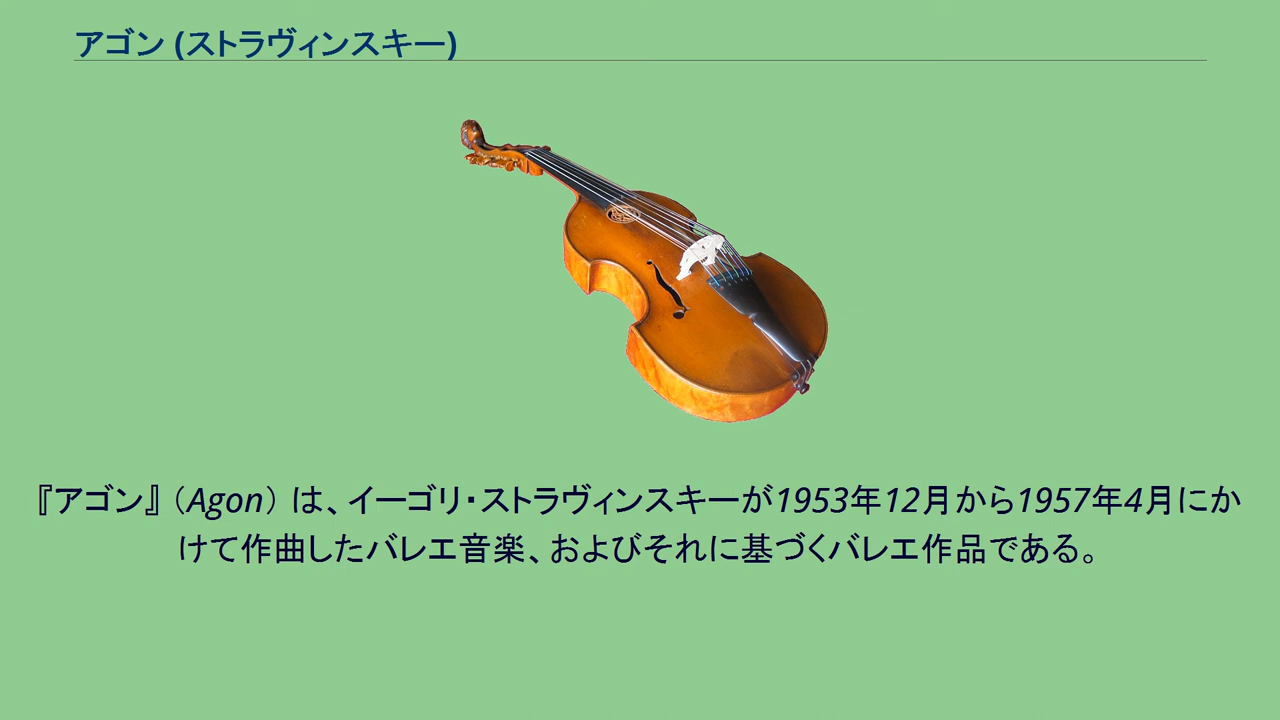 アゴン (ストラヴィンスキー)
『アゴン』（Agon）は、イーゴリ・ストラヴィンスキーが1953年12月から1957年4月にか
けて作曲したバレエ音楽、およびそれに基づくバレエ作品である。